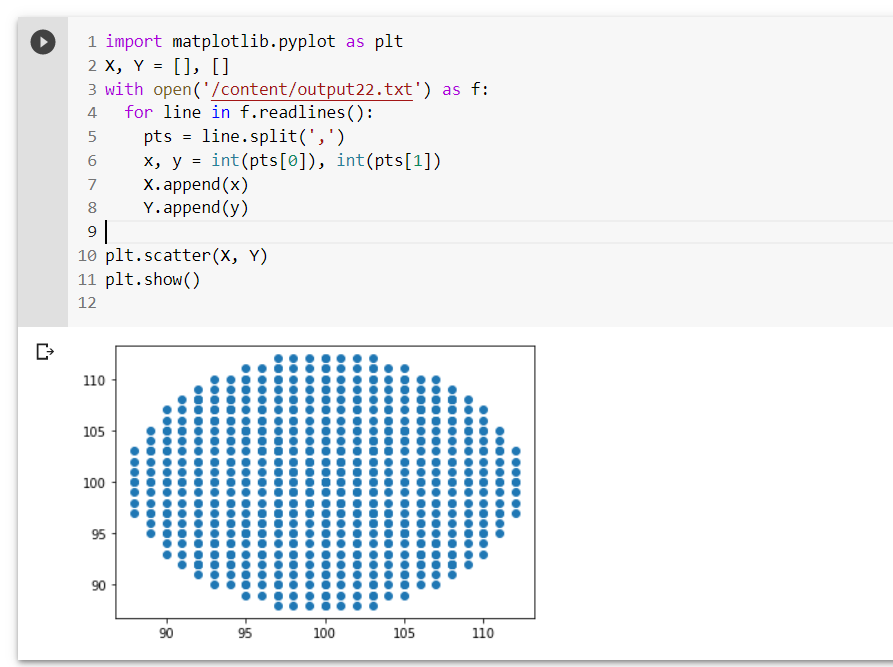 1 import matplotlib.pyplot as plt
2 X, Y = [], []
3 with open('/content/output22.txt') as f:
4   for line in f.readlines():
5     pts = line.split(',')
6     x, y = int(pts[0]), int(pts[1])
7     X.append(x)
8     Y.append(y)
9
10 plt.scatter(X, Y)
11 plt.show()
12
110
105
100
95
90
90 95 100 105 110